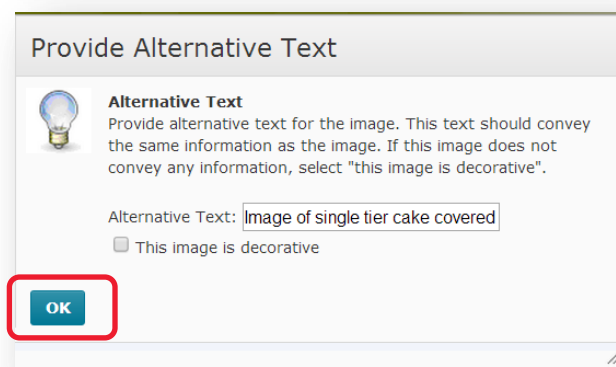 Provide Alternative Text
Alternative Text
Provide alternative text for the image. This text should convey
the same information as the image. If this image does not
convey any information, select "this image is decorative".
Alternative Text: Image of single tier cake covered
This image is decorative
OK